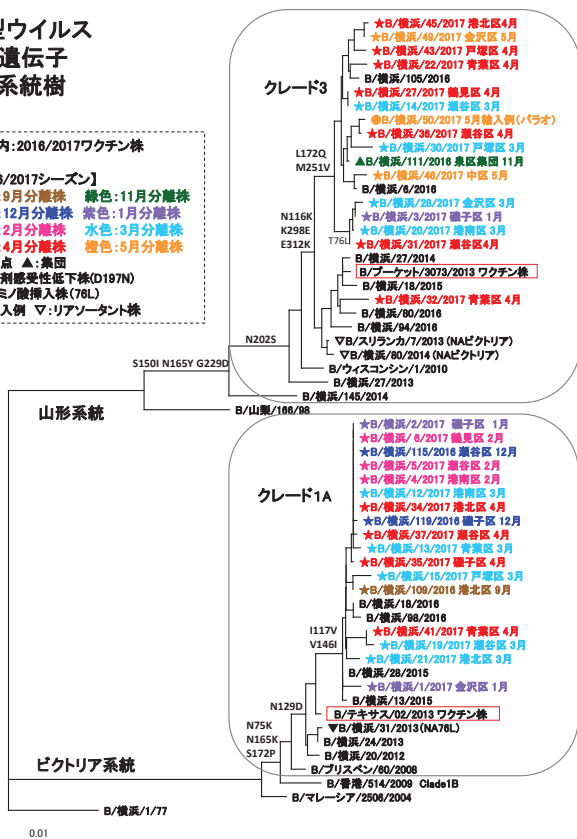 型ウイルス
遺伝子
系統樹
内:2016/2017ワクチン株
6/2017シーズン】
:9月分離株 緑色:11月分離株
:12月分離株 紫色:1月分離株
:2月分離株 水色:3月分離株
:4月分離株 橙色:5月分離株
点 ▲:集団
剤感受性低下株(D197N)
ミノ酸挿入株(76L)
入例 ▽:リアソータント株
クレード3
★B/横浜/45/2017 港北区4月
★B/横浜/49/2017 金沢区 5月
★B/横浜/43/2017 戸塚区 4月
★B/横浜/22/2017 青葉区 4月
B/横浜/105/2016
★B/横浜/27/2017 鶴見区 4月
★B/横浜/14/2017 瀬谷区 3月
●B/横浜/50/2017 5月輸入例(パラオ)
★B/横浜/36/2017 瀬谷区 4月
★B/横浜/30/2017 戸塚区 3月
▲B/横浜/111/2016 泉区集団 11月
★B/横浜/46/2017 中区 5月
B/横浜/6/2016
★B/横浜/28/2017 金沢区 3月
★B/横浜/3/2017 磯子区 1月
★B/横浜/20/2017 港南区 3月
★B/横浜/31/2017 瀬谷区4月
B/横浜/27/2014
B/プーケット/3073/2013 ワクチン株
B/横浜/18/2015
★B/横浜/32/2017 青葉区 4月
B/横浜/80/2016
B/横浜/94/2016
▽B/スリランカ/7/2013 (NAビクトリア)
▽B/横浜/80/2014 (NAビクトリア)
B/ウィスコンシン/1/2010
B/横浜/27/2013
B/横浜/145/2014
B/山梨/166/98
L172Q
M251V
N116K
K298E
E312K
T76L
N202S
S150I N165Y G229D
山形系統
クレード1A
★B/横浜/2/2017 磯子区 1月
★B/横浜/ 6/2017 鶴見区 2月
★B/横浜/115/2016 瀬谷区 12月
★B/横浜/5/2017 瀬谷区 2月
★B/横浜/4/2017 港南区 2月
★B/横浜/12/2017 港南区 3月
★B/横浜/34/2017 港北区 4月
★B/横浜/119/2016 磯子区 12月
★B/横浜/37/2017 瀬谷区 4月
★B/横浜/13/2017 青葉区 3月
★B/横浜/35/2017 磯子区 4月
★B/横浜/15/2017 戸塚区 3月
★B/横浜/109/2016 港北区 9月
B/横浜/18/2016
B/横浜/98/2016
★B/横浜/41/2017 青葉区 4月
★B/横浜/19/2017 瀬谷区 3月
★B/横浜/21/2017 港北区 3月
B/横浜/28/2015
★B/横浜/1/2017 金沢区 1月
B/横浜/13/2015
B/テキサス/02/2013 ワクチン株
▼B/横浜/31/2013(NA76L)
B/横浜/24/2013
B/横浜/20/2012
B/ブリスベン/60/2008
B/香港/514/2009 Clade1B
B/マレーシア/2506/2004
I117V
V146I
N129D
N75K
N165K
S172P
ビクトリア系統
B/横浜/1/77
0.01